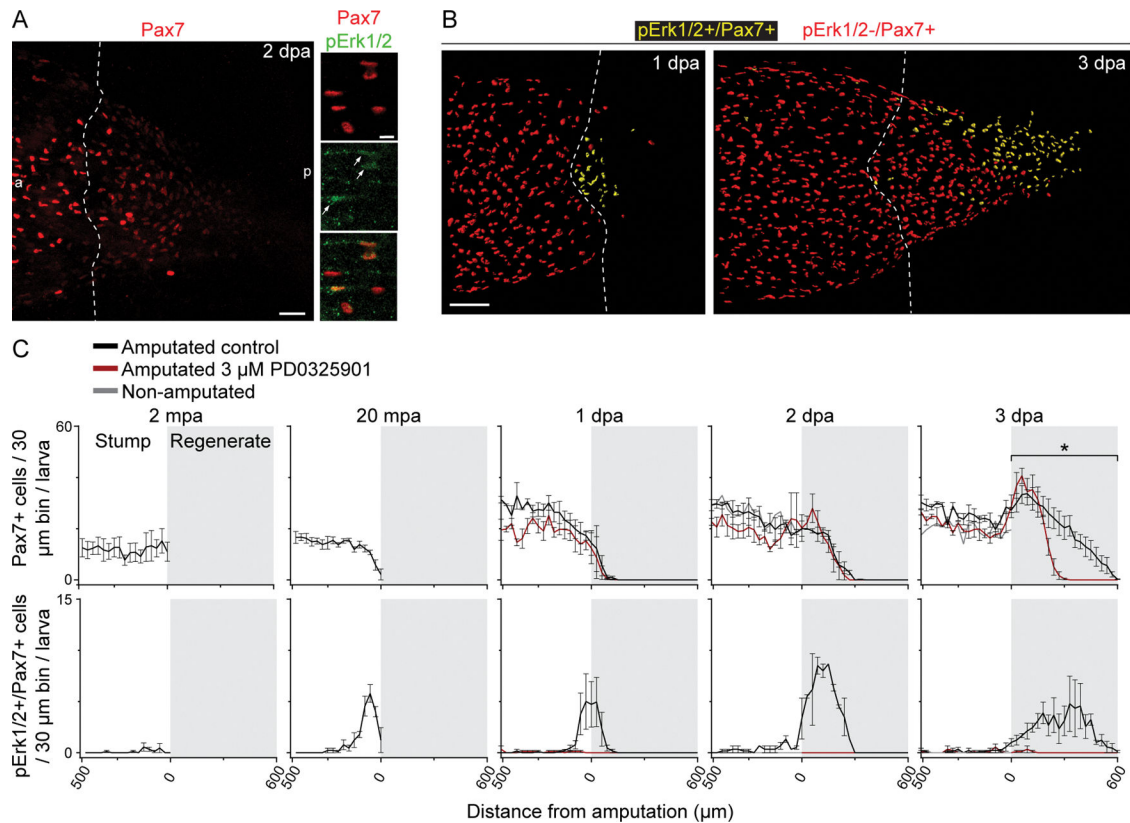 A
Pax7
2 dpa
a
p
Pax7
pErk1/2
B
pErk1/2+/Pax7+ pErk1/2-/Pax7+
1 dpa
3 dpa
C
Amputated control
Amputated 3 µM PD0325901
Non-amputated
2 mpa 20 mpa 1 dpa 2 dpa 3 dpa
Pax7+ cells / 30
µm bin / larva
60
0
Stump Regenerate
*
pErk1/2+/Pax7+ cells
/ 30 µm bin / larva
15
0
500 0 600 500 0 600 500 0 600 500 0 600 500 0 600
Distance from amputation (µm)